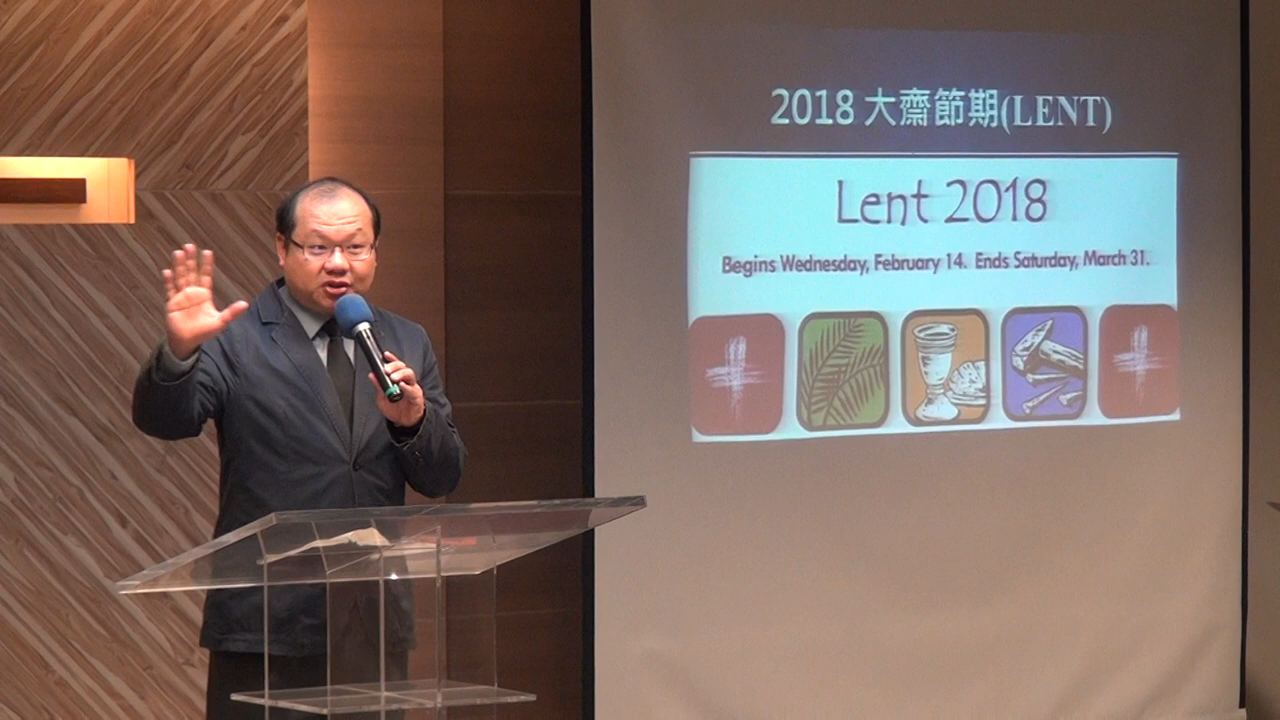 2018 大齋節期(LENT)
Lent 2018
Begins Wednesday, February 14. Ends Saturday, March 31.